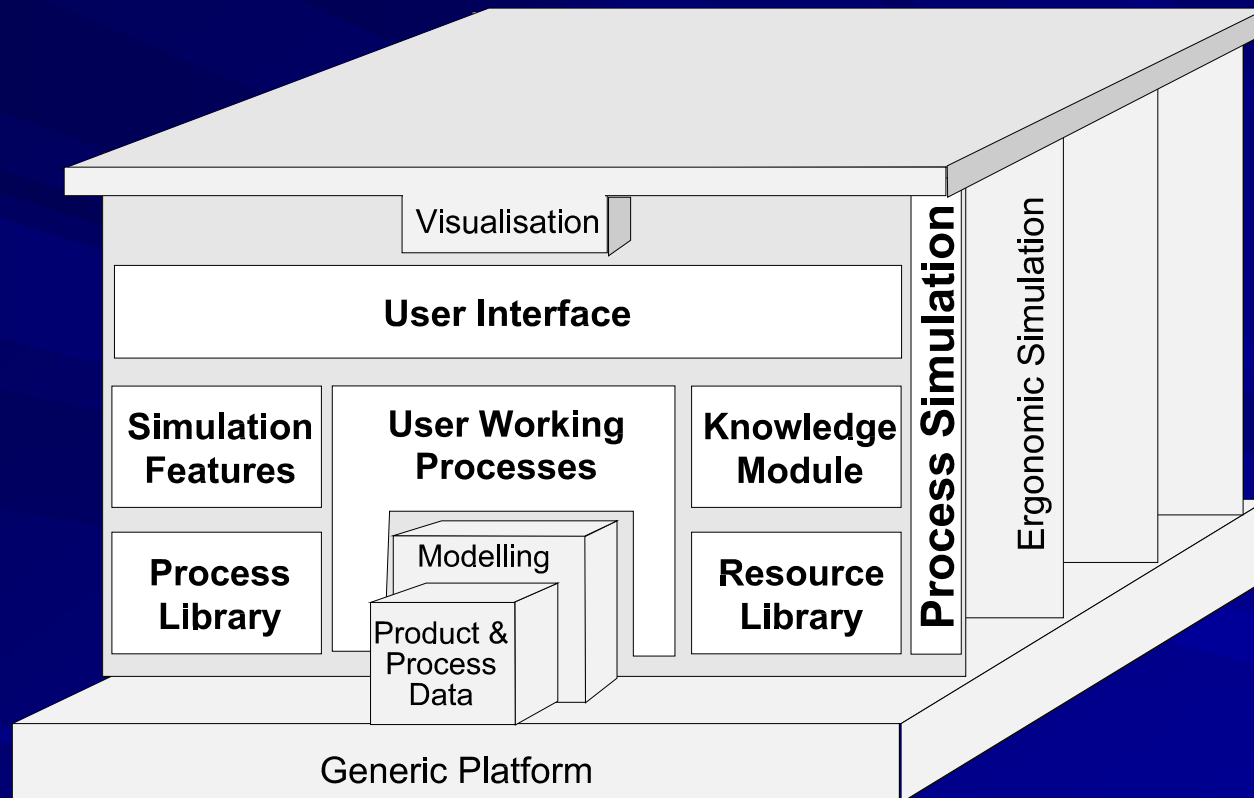 Visualisation
User Interface
Simulation
Features
User Working
Processes
Knowledge
Module
Process
Library
Modelling
Product &
Process
Data
Resource
Library
Process Simulation
Ergonomic Simulation
Generic Platform